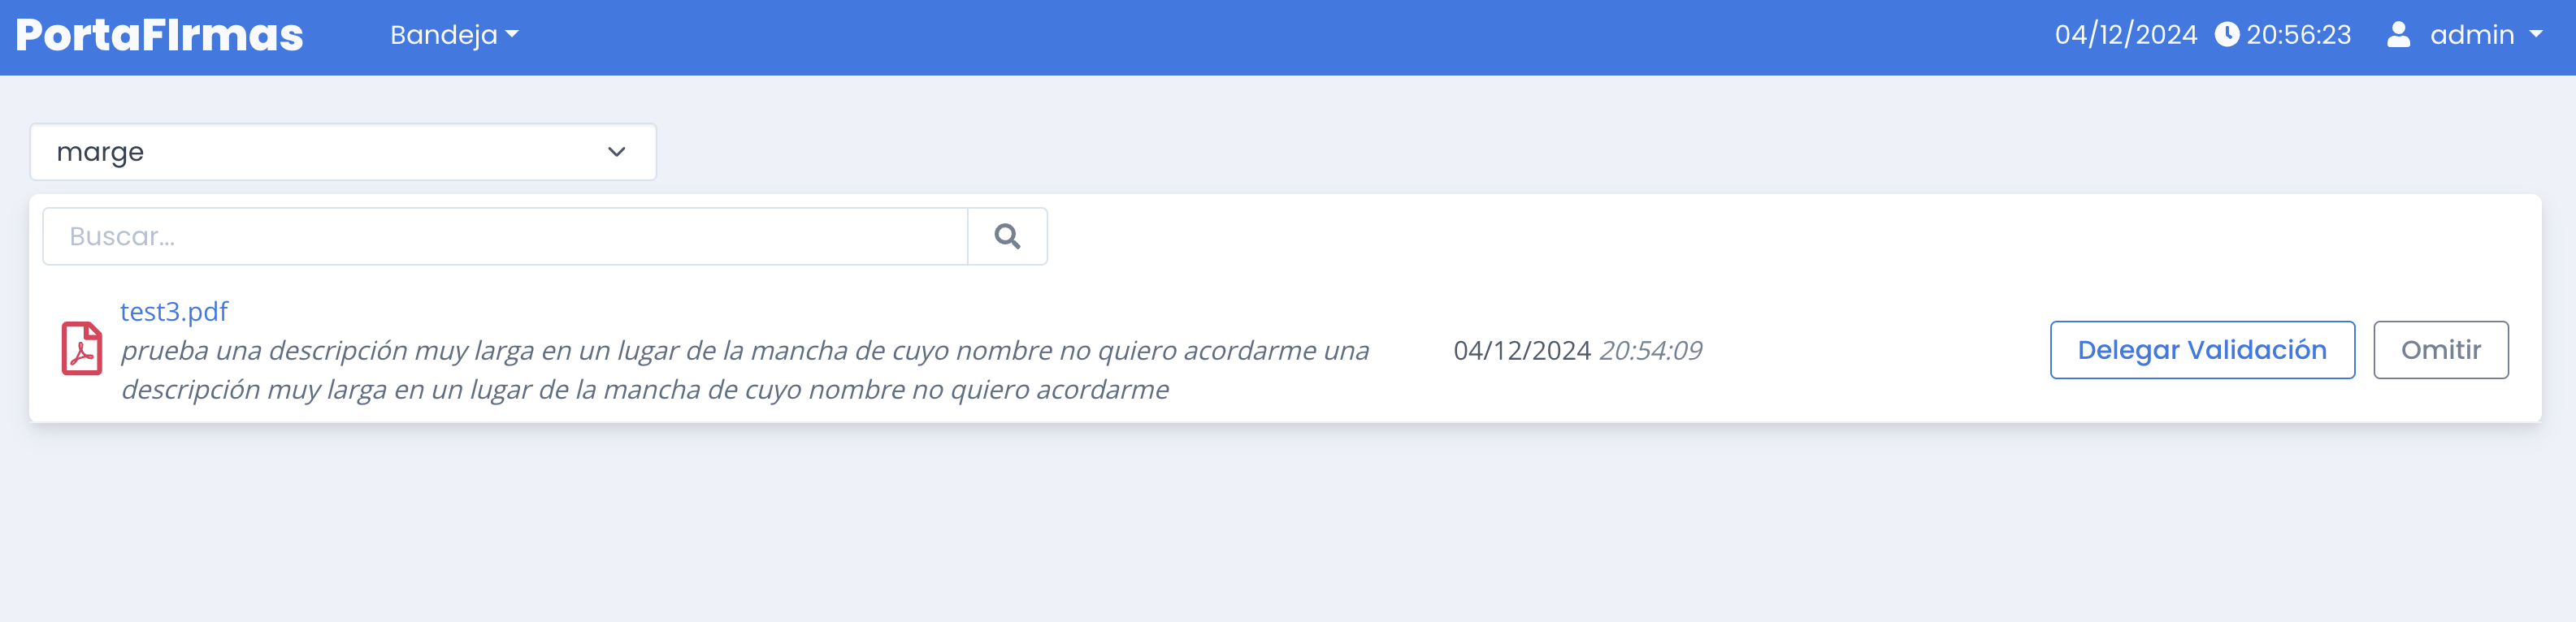 PortaFIrmas Bandeja 04/12/2024 20:56:23 admin
marge
Buscar...
test3.pdf
prueba una descripción muy larga en un lugar de la mancha de cuyo nombre no quiero acordarme una
descripción muy larga en un lugar de la mancha de cuyo nombre no quiero acordarme
04/12/2024 20:54:09
Delegar Validación
Omitir